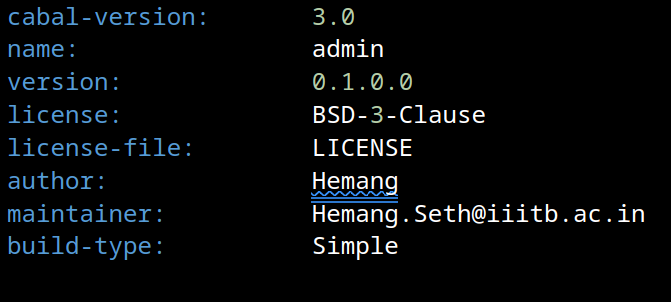 cabal-version: 3.0
name: admin
version: 0.1.0.0
license: BSD-3-Clause
license-file: LICENSE
author: Hemang
maintainer: Hemang.Seth@iiitb.ac.in
build-type: Simple